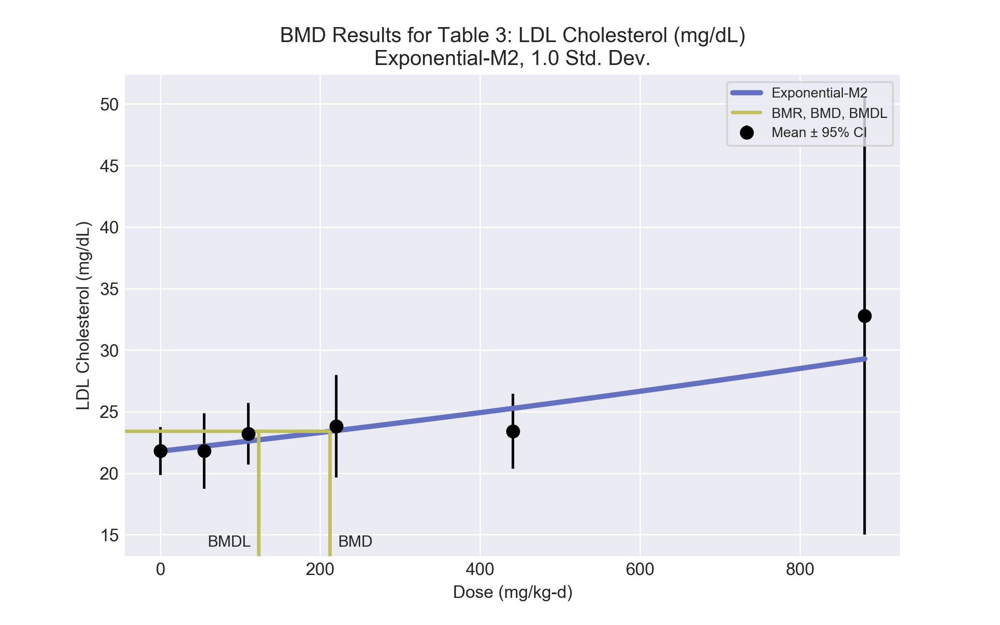 BMD Results for Table 3: LDL Cholesterol (mg/dL)
Exponential-M2, 1.0 Std. Dev.
Exponential-M2
BMR, BMD, BMDL
Mean ± 95% CI
50
45
40
35
30
25
20
15
LDL Cholesterol (mg/dL)
BMDL
BMD
0
200
400
600
800
Dose (mg/kg-d)